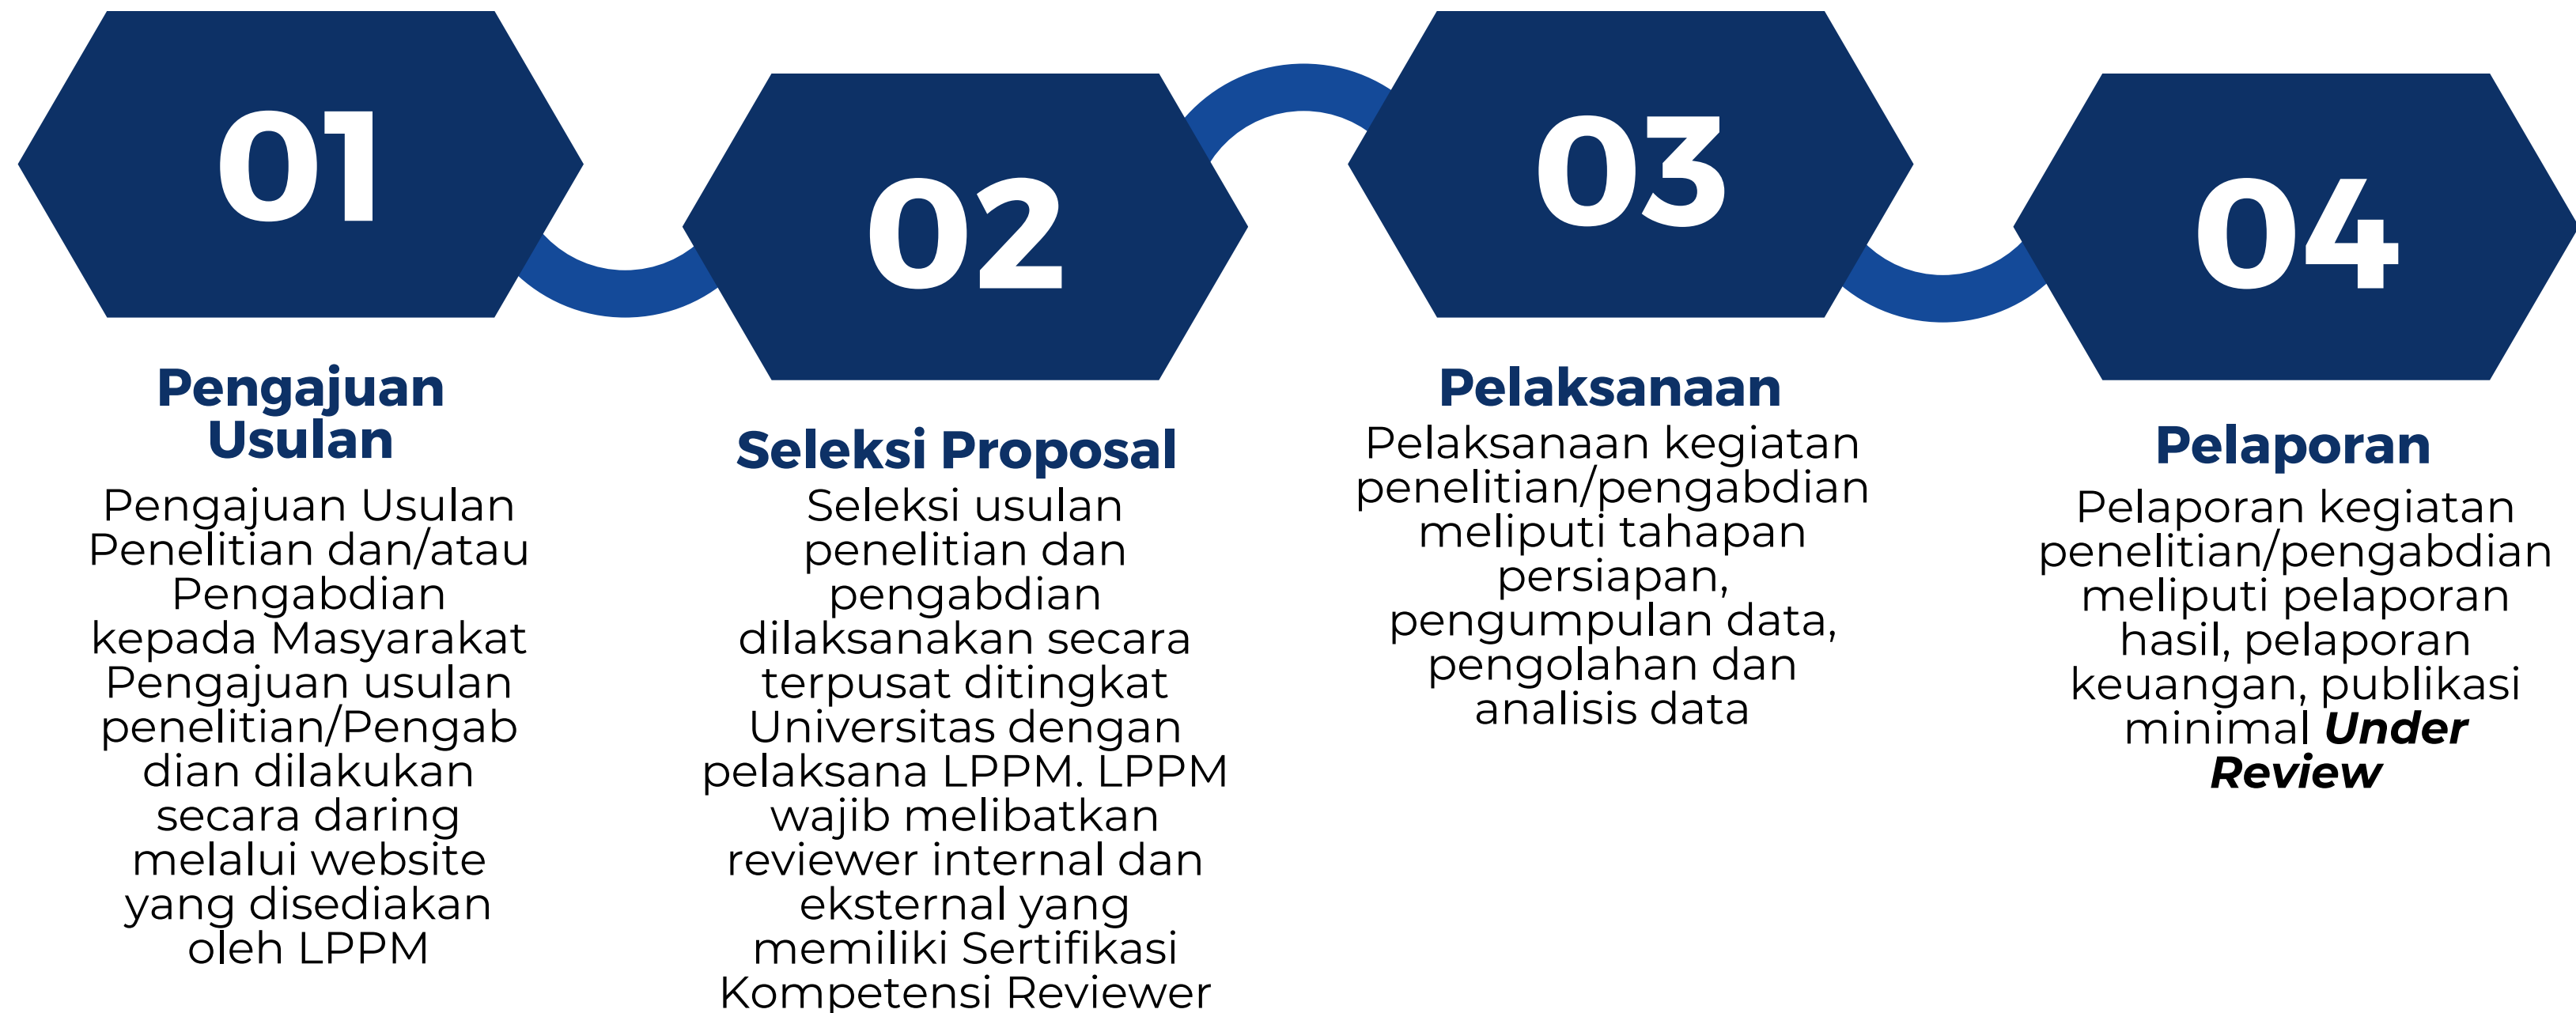 01
Pengajuan
Usulan
Pengajuan Usulan
Penelitian dan/atau
Pengabdian
kepada Masyarakat
Pengajuan usulan
penelitian/Pengab
dian dilakukan
secara daring
melalui website
yang disediakan
oleh LPPM
02
Seleksi Proposal
Seleksi usulan
penelitian dan
pengabdian
dilaksanakan secara
terpusat ditingkat
Universitas dengan
pelaksana LPPM. LPPM
wajib melibatkan
reviewer internal dan
eksternal yang
memiliki Sertifikasi
Kompetensi Reviewer
03
Pelaksanaan
Pelaksanaan kegiatan
penelitian/pengabdian
meliputi tahapan
persiapan,
pengumpulan data,
pengolahan dan
analisis data
04
Pelaporan
Pelaporan kegiatan
penelitian/pengabdian
meliputi pelaporan
hasil, pelaporan
keuangan, publikasi
minimal Under
Review